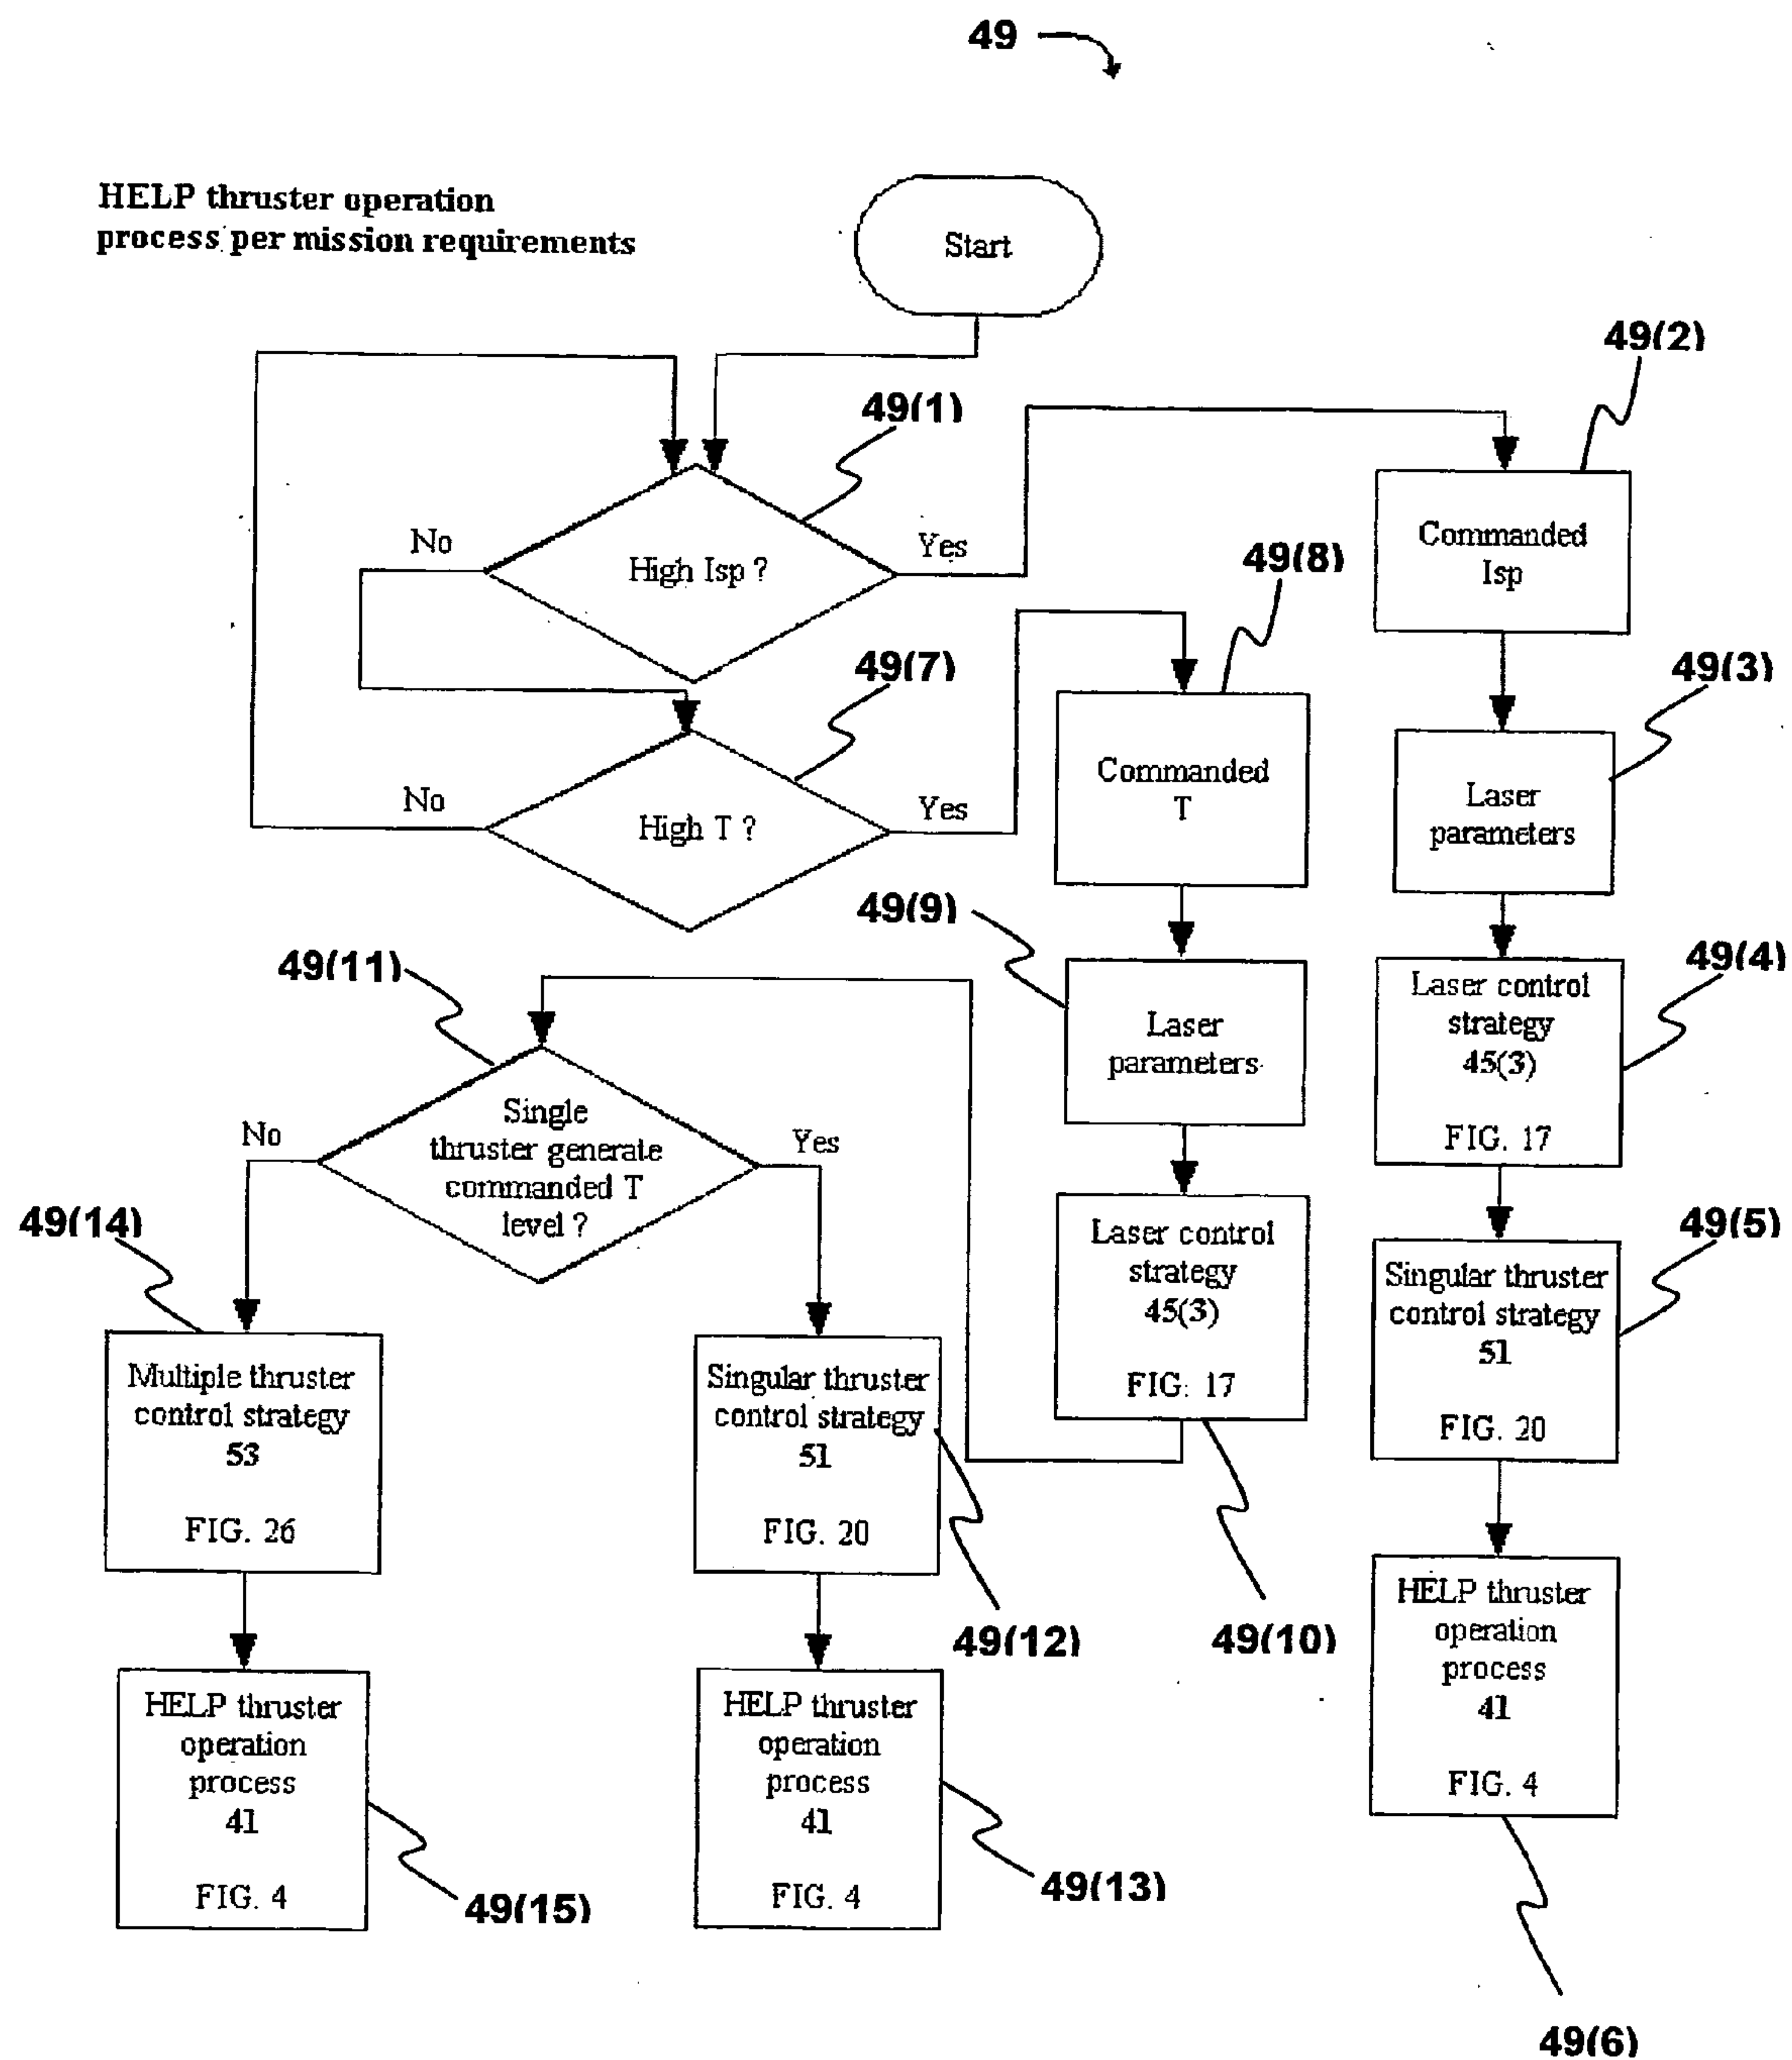 49
HELP thruster operation
process per mission requirements
Start
49(2)
49(1)
No
High Isp ?
Yes
49(8)
Commanded
Isp
49(7)
49(3)
Commanded
T
Laser
parameters
No
High T ?
Yes
49(9)
49(11)
49(4)
Laser control
strategy
45(3)
FIG. 17
Laser
parameters
Single
thruster generate
commanded T
level ?
No
Yes
49(14)
49(5)
Laser control
strategy
45(3)
FIG. 17
Singular thruster
control strategy
51
FIG. 20
Multiple thruster
control strategy
53
FIG. 26
Singular thruster
control strategy
51
FIG. 20
49(12)
49(10)
HELP thruster
operation
process
41
FIG. 4
HELP thruster
operation
process
41
FIG. 4
HELP thruster
operation
process
41
FIG. 4
49(15)
49(13)
49(6)